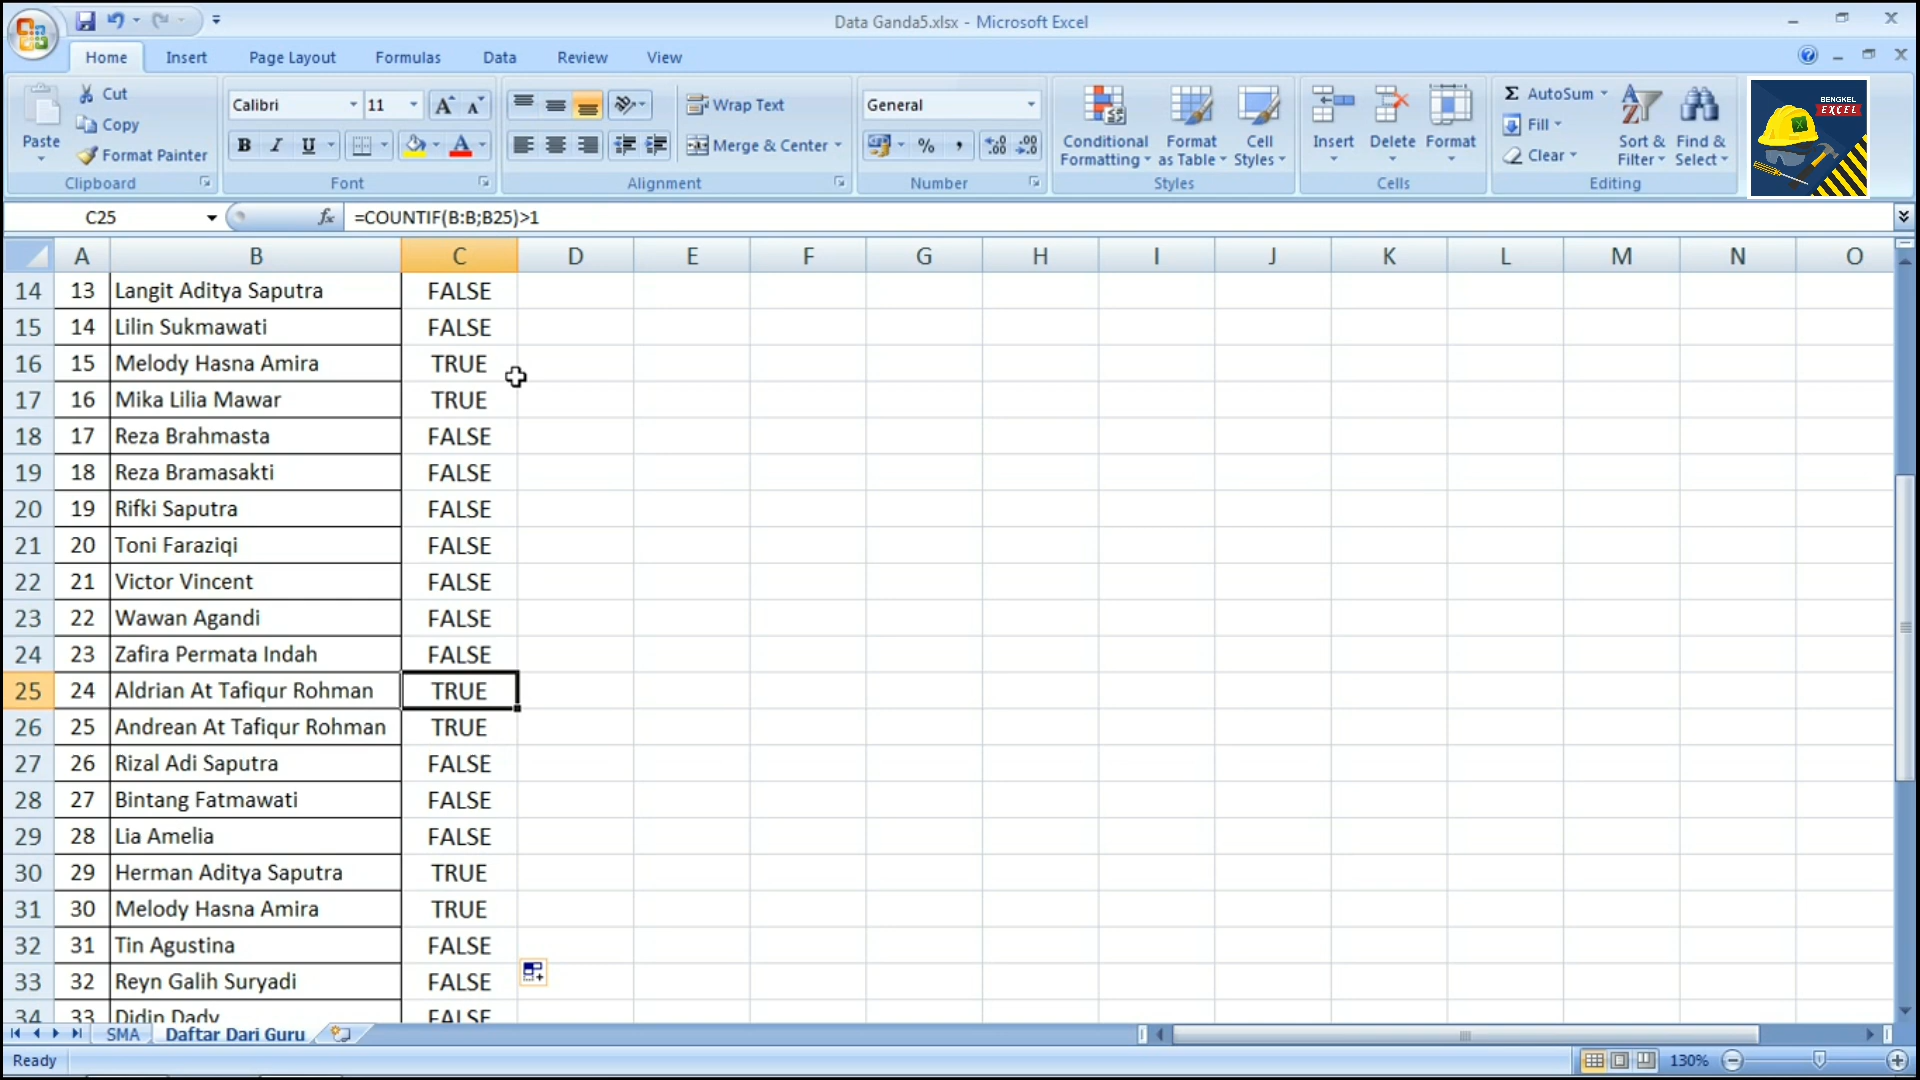 Data Ganda5.xlsx - Microsoft Excel
Home Insert Page Layout Formulas Data Review View
Paste
Cut
Copy
Format Painter
Clipboard
Calibri 11
B I U
Font
Wrap Text
Merge & Center
Alignment
General
Number
Conditional Formatting
Format as Table
Cell Styles
Styles
Insert
Delete
Format
Cells
AutoSum
Fill
Clear
Sort & Filter
Find & Select
Editing
BENGKEL
EXCEL
C25 fx =COUNTIF(B:B;B25)>1
A B C D E F G H I J K L M N O
14 13 Langit Aditya Saputra FALSE
15 14 Lilin Sukmawati FALSE
16 15 Melody Hasna Amira TRUE
17 16 Mika Lilia Mawar TRUE
18 17 Reza Brahmasta FALSE
19 18 Reza Bramasakti FALSE
20 19 Rifki Saputra FALSE
21 20 Toni Faraziqi FALSE
22 21 Victor Vincent FALSE
23 22 Wawan Agandi FALSE
24 23 Zafira Permata Indah FALSE
25 24 Aldrian At Tafiqur Rohman TRUE
26 25 Andrean At Tafiqur Rohman TRUE
27 26 Rizal Adi Saputra FALSE
28 27 Bintang Fatmawati FALSE
29 28 Lia Amelia FALSE
30 29 Herman Aditya Saputra TRUE
31 30 Melody Hasna Amira TRUE
32 31 Tin Agustina FALSE
33 32 Reyn Galih Suryadi FALSE
34 33 Didin Dady FALSE
SMA Daftar Dari Guru
Ready 130%